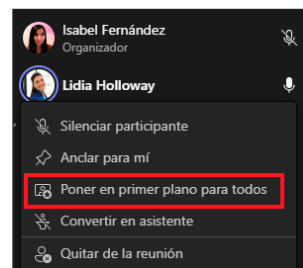 Isabel Fernández
Organizador
Lidia Holloway
Silenciar participante
Anclar para mí
Poner en primer plano para todos
Convertir en asistente
Quitar de la reunión